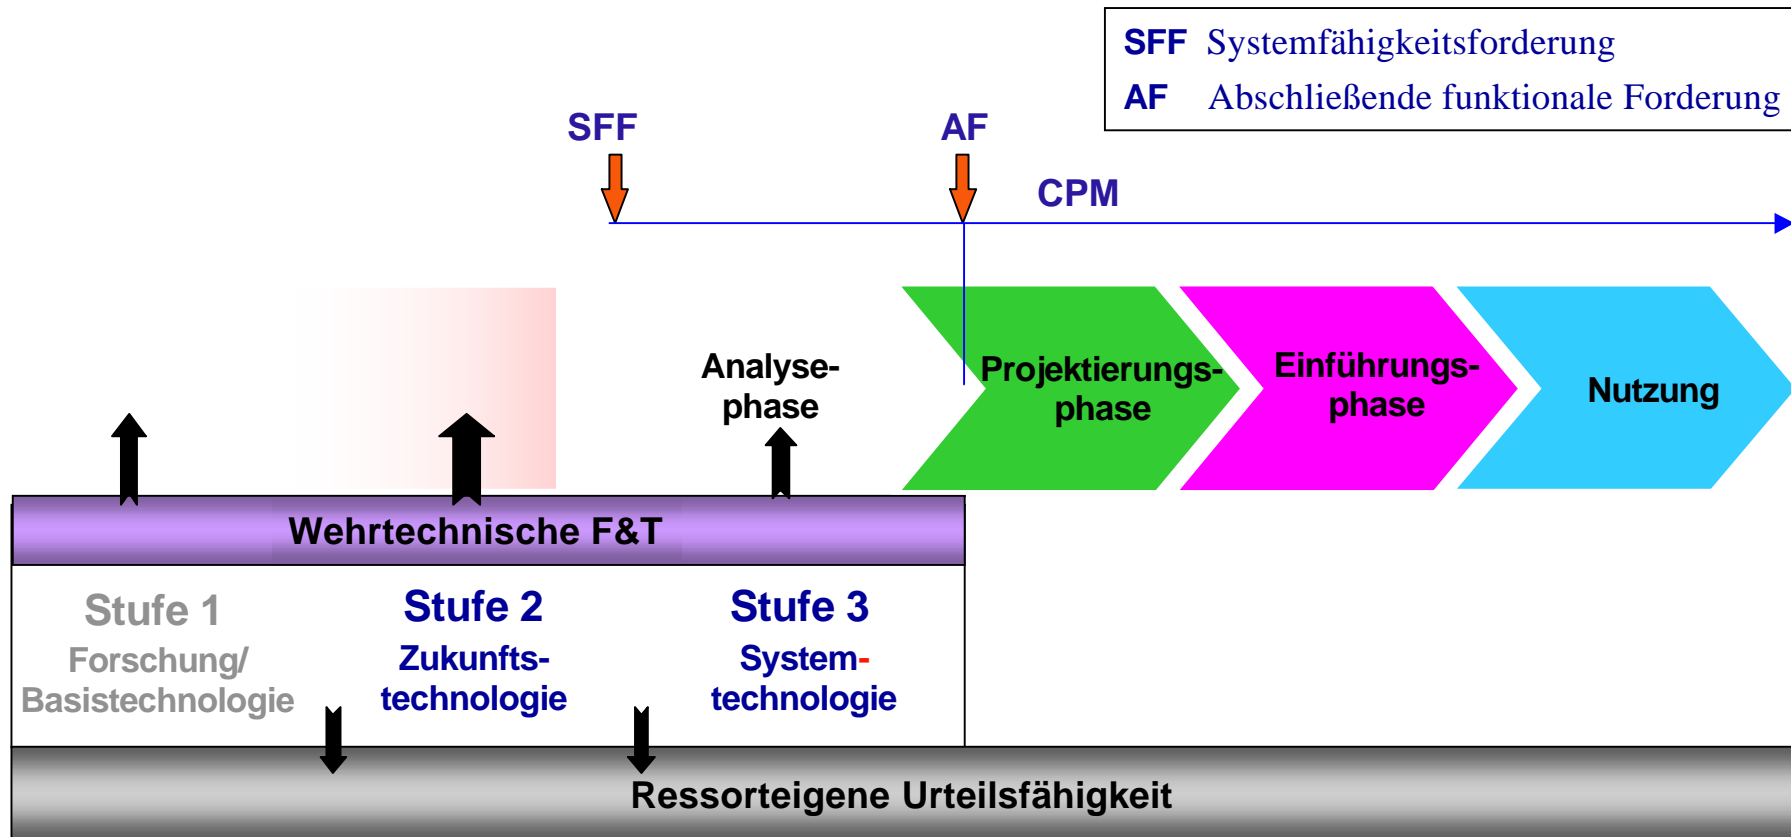 SFF Systemfähigkeitsforderung
AF Abschließende funktionale Forderung
SFF
AF
CPM
Analyse-
phase
Projektierungs-
phase
Einführungs-
phase
Nutzung
Wehrtechnische F&T
Stufe 1
Forschung/
Basistechnologie
Stufe 2
Zukunfts-
technologie
Stufe 3
System-
technologie
Ressorteigene Urteilsfähigkeit